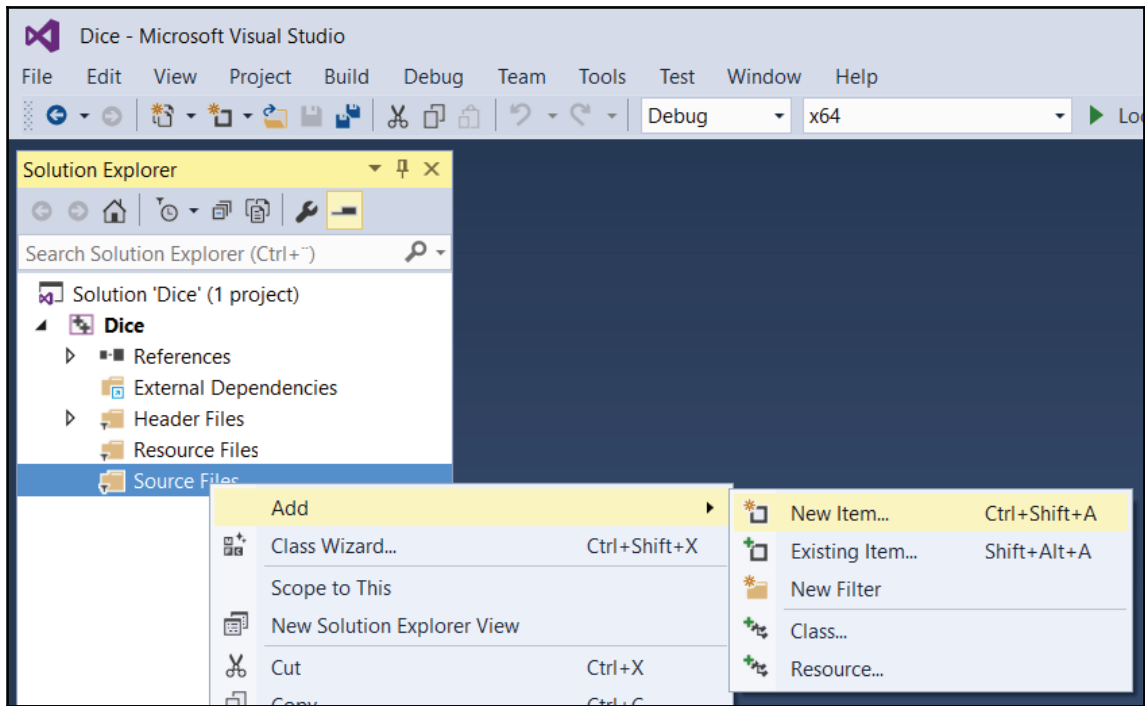 Dice - Microsoft Visual Studio
File Edit View Project Build Debug Team Tools Test Window Help
Debug x64
Solution Explorer
Search Solution Explorer (Ctrl+¨)
Solution 'Dice' (1 project)
Dice
References
External Dependencies
Header Files
Resource Files
Source Files
Add
Class Wizard... Ctrl+Shift+X
Scope to This
New Solution Explorer View
Cut Ctrl+X
Copy Ctrl+C
New Item... Ctrl+Shift+A
Existing Item... Shift+Alt+A
New Filter
Class...
Resource...